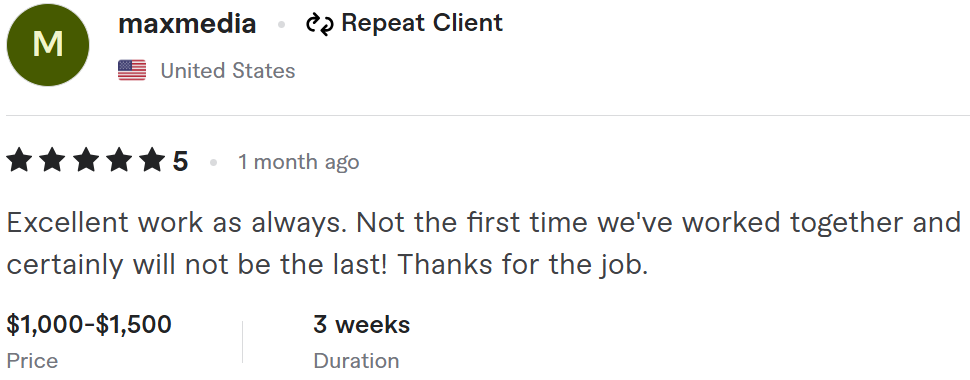 M
maxmedia • Repeat Client
United States
5 • 1 month ago
Excellent work as always. Not the first time we've worked together and
certainly will not be the last! Thanks for the job.
$1,000-$1,500 3 weeks
Price Duration